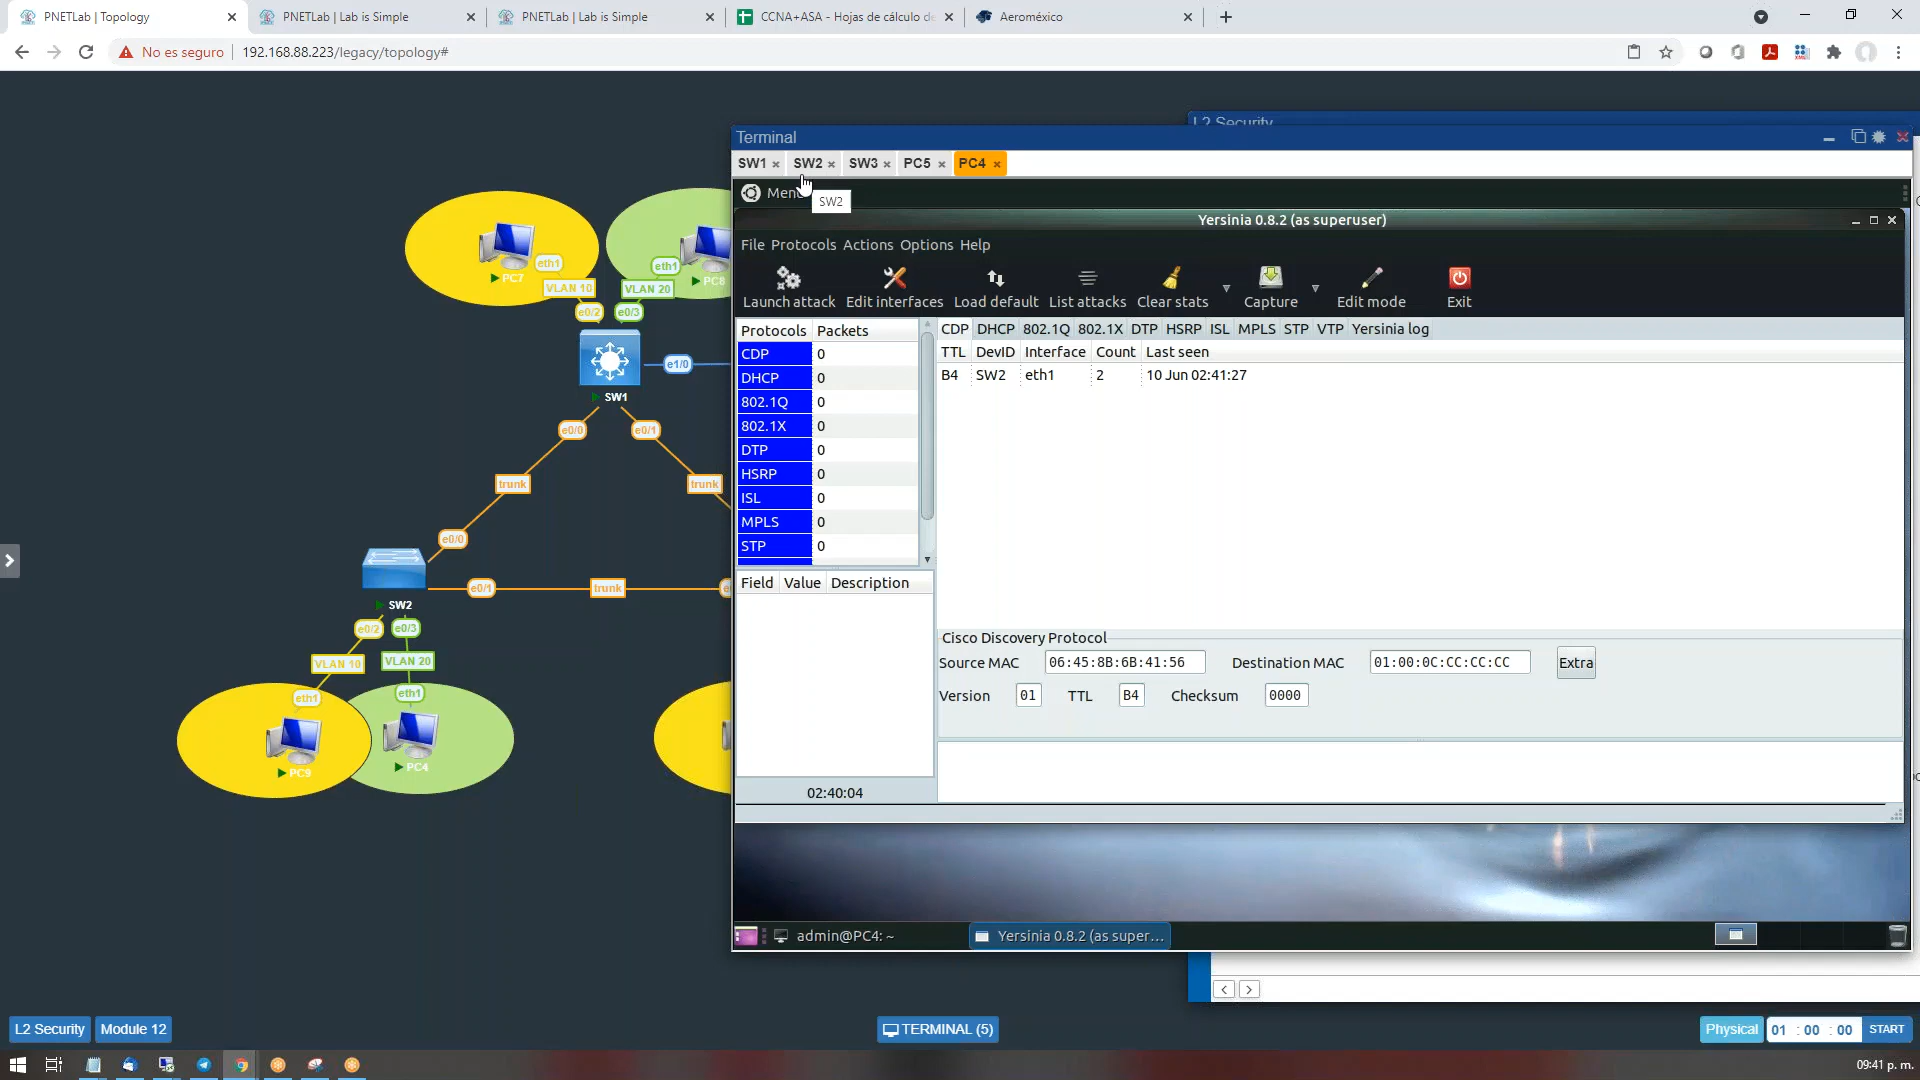 PNETLab | Topology
PNETLab | Lab is Simple
PNETLab | Lab is Simple
CCNA+ASA - Hojas de cálculo de
Aeroméxico
No es seguro
192.168.88.223/legacy/topology#
L2 Security
Terminal
SW1 SW2 SW3 PC5 PC4
Menu
SW2
Yersinia 0.8.2 (as superuser)
File Protocols Actions Options Help
Launch attack Edit interfaces Load default List attacks Clear stats Capture Edit mode Exit
Protocols Packets
CDP 0
DHCP 0
802.1Q 0
802.1X 0
DTP 0
HSRP 0
ISL 0
MPLS 0
STP 0
CDP DHCP 802.1Q 802.1X DTP HSRP ISL MPLS STP VTP Yersinia log
TTL DevID Interface Count Last seen
B4 SW2 eth1 2 10 Jun 02:41:27
Field Value Description
02:40:04
Cisco Discovery Protocol
Source MAC 06:45:8B:6B:41:56 Destination MAC 01:00:0C:CC:CC:CC Extra
Version 01 TTL B4 Checksum 0000
admin@PC4: ~
Yersinia 0.8.2 (as super...
eth1
PC7
VLAN 10
e0/2
eth1
PC8
VLAN 20
e0/3
e1/0
SW1
e0/0
e0/1
trunk
trunk
e0/0
SW2
e0/1
trunk
e0/2
e0/3
VLAN 10
VLAN 20
eth1
eth1
PC9
PC4
L2 Security
Module 12
TERMINAL (5)
Physical
01 : 00 : 00
START
09:41 p. m.